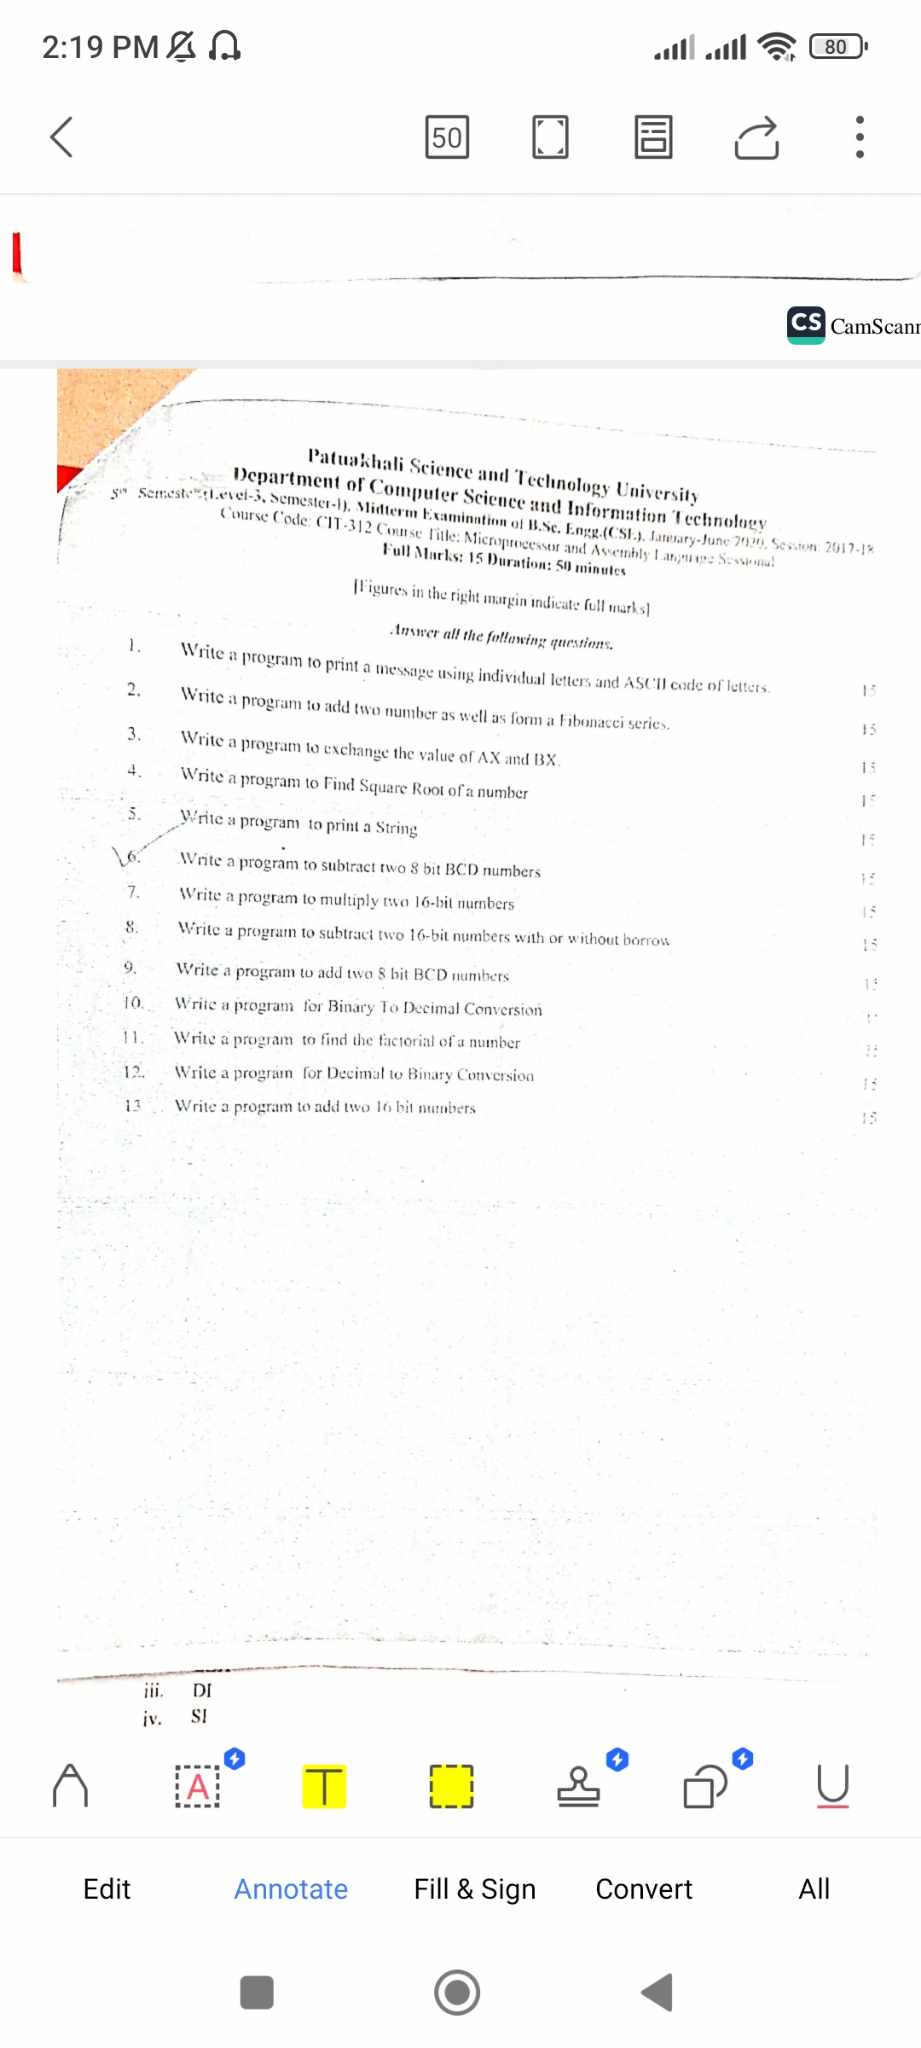 2:19 PM
80
50
CS CamScann
Patuakhali Science and Technology University
Department of Computer Science and Information Technology
5th Semester (Level-3, Semester-I), Midterm Examination of B.Sc. Engg.(CSE), January-June 2020, Session: 2017-18
Course Code: CIT-312 Course Title: Microprocessor and Assembly Language Sessional
Full Marks: 15 Duration: 50 minutes
[Figures in the right margin indicate full marks]
Answer all the following questions.
1. Write a program to print a message using individual letters and ASCII code of letters. 15
2. Write a program to add two number as well as form a Fibonacci series. 15
3. Write a program to exchange the value of AX and BX. 15
4. Write a program to Find Square Root of a number 15
5. Write a program to print a String 15
6. Write a program to subtract two 8 bit BCD numbers 15
7. Write a program to multiply two 16-bit numbers 15
8. Write a program to subtract two 16-bit numbers with or without borrow 15
9. Write a program to add two 8 bit BCD numbers 15
10. Write a program for Binary To Decimal Conversion
11. Write a program to find the factorial of a number 15
12. Write a program for Decimal to Binary Conversion 15
13 Write a program to add two 16 bit numbers 15
iii. DI
iv. SI
A T U
Edit Annotate Fill & Sign Convert All